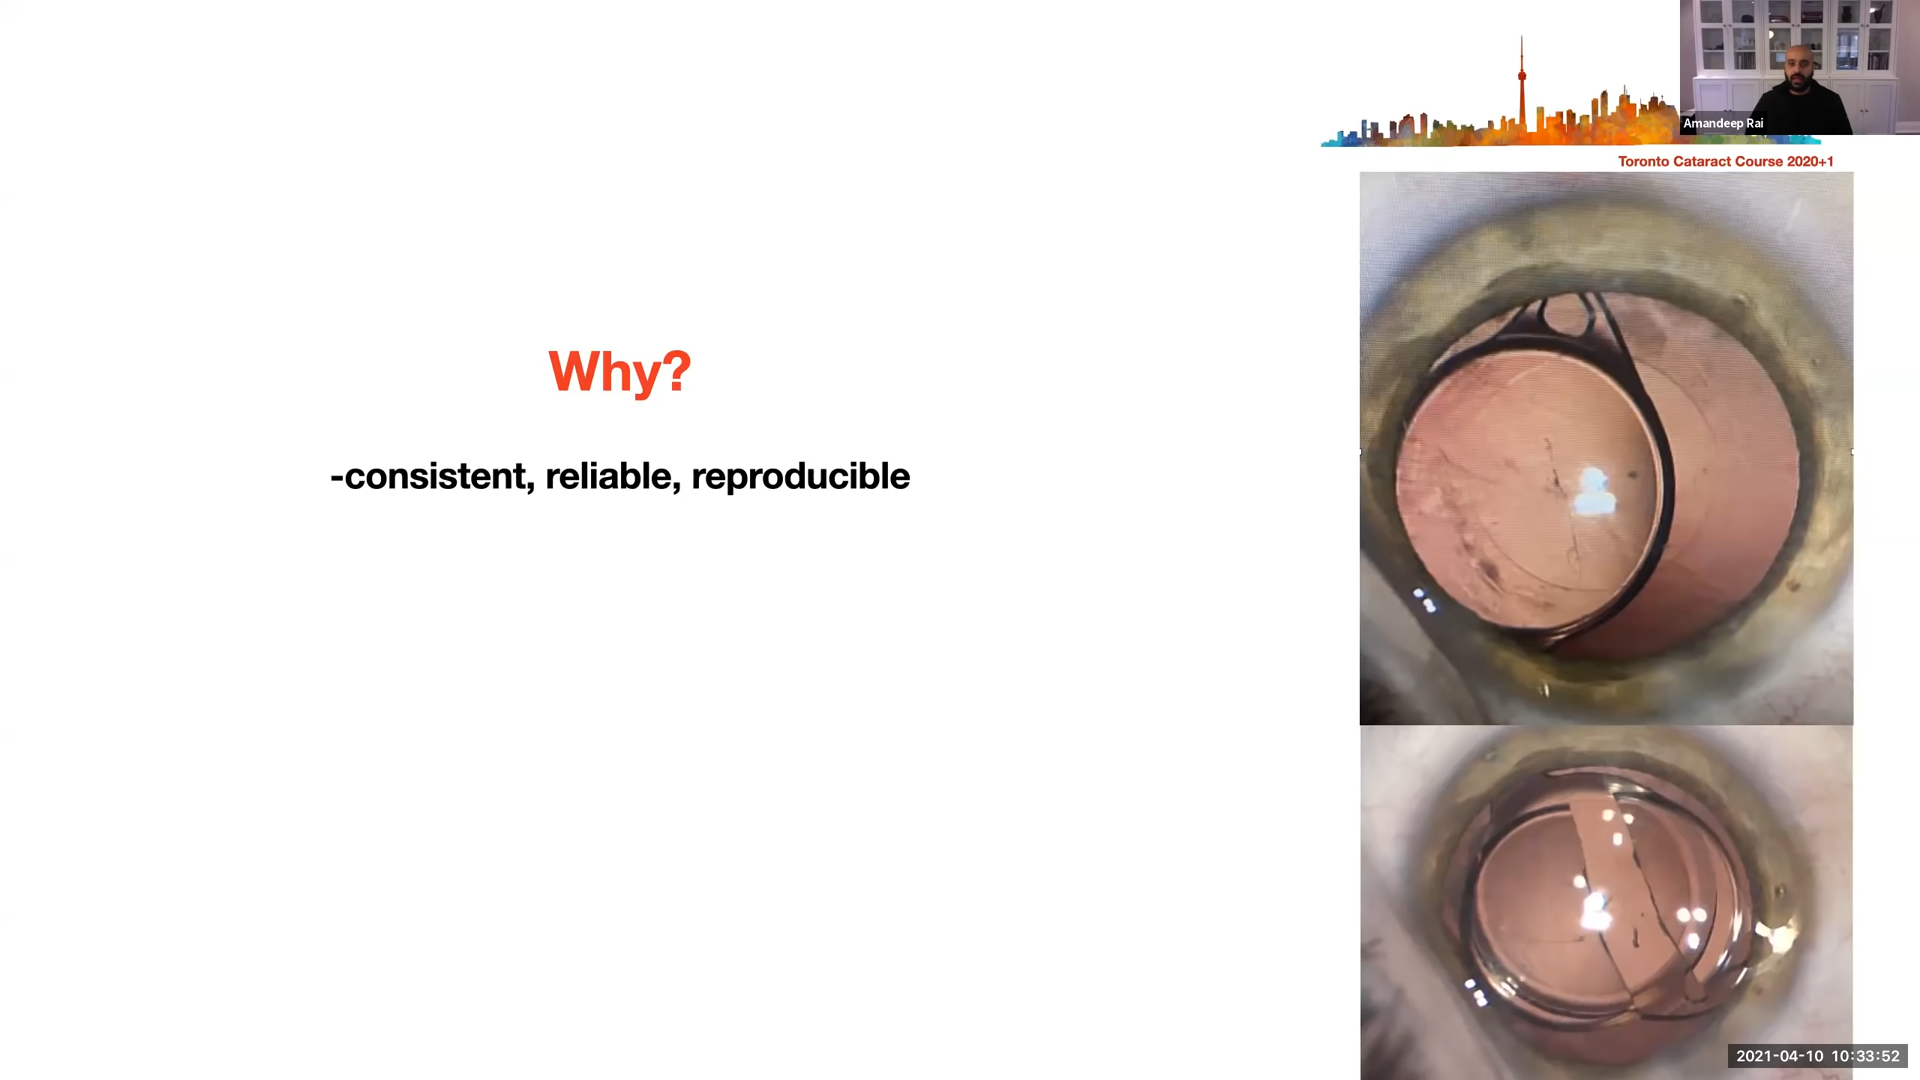 Amandeep Rai
Toronto Cataract Course 2020+1
Why?
-consistent, reliable, reproducible
2021-04-10 10:33:52